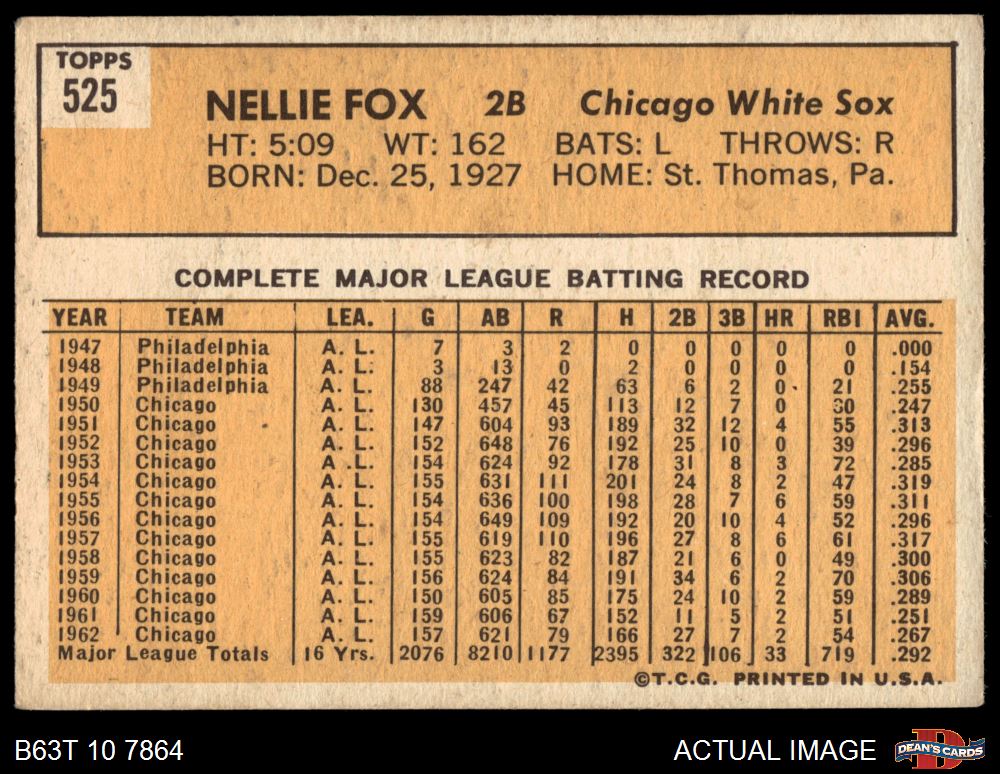 TOPPS
525
NELLIE FOX 2B Chicago White Sox
HT: 5:09 WT: 162 BATS: L THROWS: R
BORN: Dec. 25, 1927 HOME: St. Thomas, Pa.
COMPLETE MAJOR LEAGUE BATTING RECORD
YEAR TEAM LEA. G AB R H 2B 3B HR RBI AVG.
1947 Philadelphia A. L. 7 3 2 0 0 0 0 0 .000
1948 Philadelphia A. L. 3 13 0 2 0 0 0 0 .154
1949 Philadelphia A. L. 88 247 42 63 6 2 0 21 .255
1950 Chicago A. L. 130 457 45 113 12 7 0 30 .247
1951 Chicago A. L. 147 604 93 189 32 12 4 55 .313
1952 Chicago A. L. 152 648 76 192 25 10 0 39 .296
1953 Chicago A .L. 154 624 92 178 31 8 3 72 .285
1954 Chicago A. L. 155 631 111 201 24 8 2 47 .319
1955 Chicago A. L. 154 636 100 198 28 7 6 59 .311
1956 Chicago A. L. 154 649 109 192 20 10 4 52 .296
1957 Chicago A. L. 155 619 110 196 27 8 6 61 .317
1958 Chicago A. L. 155 623 82 187 21 6 0 49 .300
1959 Chicago A. L. 156 624 84 191 34 6 2 70 .306
1960 Chicago A. L. 150 605 85 175 24 10 2 59 .289
1961 Chicago A. L. 159 606 67 152 11 5 2 51 .251
1962 Chicago A. L. 157 621 79 166 27 7 2 54 .267
Major League Totals 16 Yrs. 2076 8210 1177 2395 322 106 33 719 .292
©T.C.G. PRINTED IN U.S.A.
B63T 10 7864 ACTUAL IMAGE DEAN'S CARDS